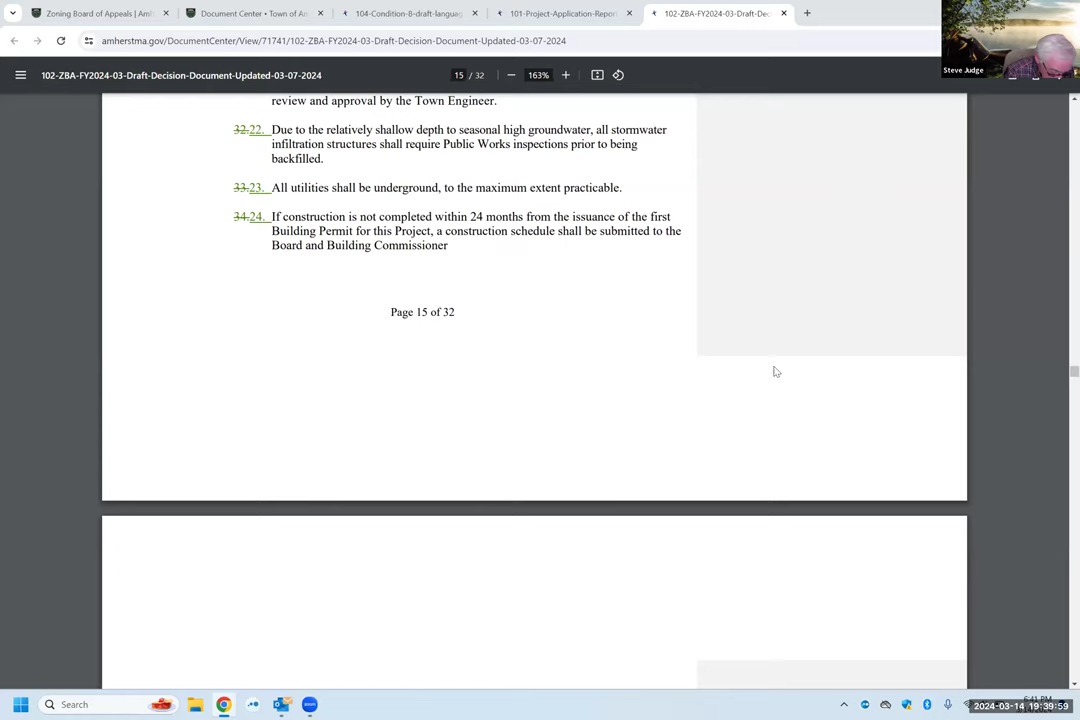 Zoning Board of Appeals | Amh
Document Center • Town of Am
104-Condition-8-draft-languag
101-Project-Application-Report
102-ZBA-FY2024-03-Draft-Dec
amherstma.gov/DocumentCenter/View/71741/102-ZBA-FY2024-03-Draft-Decision-Document-Updated-03-07-2024
Steve Judge
102-ZBA-FY2024-03-Draft-Decision-Document-Updated-03-07-2024
15 / 32
163%
review and approval by the Town Engineer.
32.22. Due to the relatively shallow depth to seasonal high groundwater, all stormwater
infiltration structures shall require Public Works inspections prior to being
backfilled.
33.23. All utilities shall be underground, to the maximum extent practicable.
34.24. If construction is not completed within 24 months from the issuance of the first
Building Permit for this Project, a construction schedule shall be submitted to the
Board and Building Commissioner
Page 15 of 32
Search
zoom
6:41 PM
2024-03-14 19:39:59